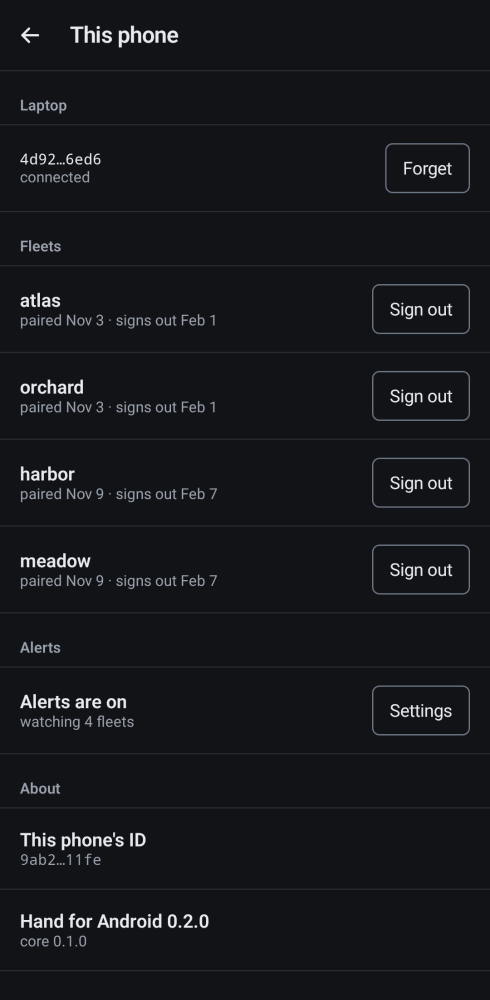 This phone
Laptop
4d92…6ed6
connected
Forget
Fleets
atlas
paired Nov 3 · signs out Feb 1
Sign out
orchard
paired Nov 3 · signs out Feb 1
Sign out
harbor
paired Nov 9 · signs out Feb 7
Sign out
meadow
paired Nov 9 · signs out Feb 7
Sign out
Alerts
Alerts are on
watching 4 fleets
Settings
About
This phone's ID
9ab2…11fe
Hand for Android 0.2.0
core 0.1.0